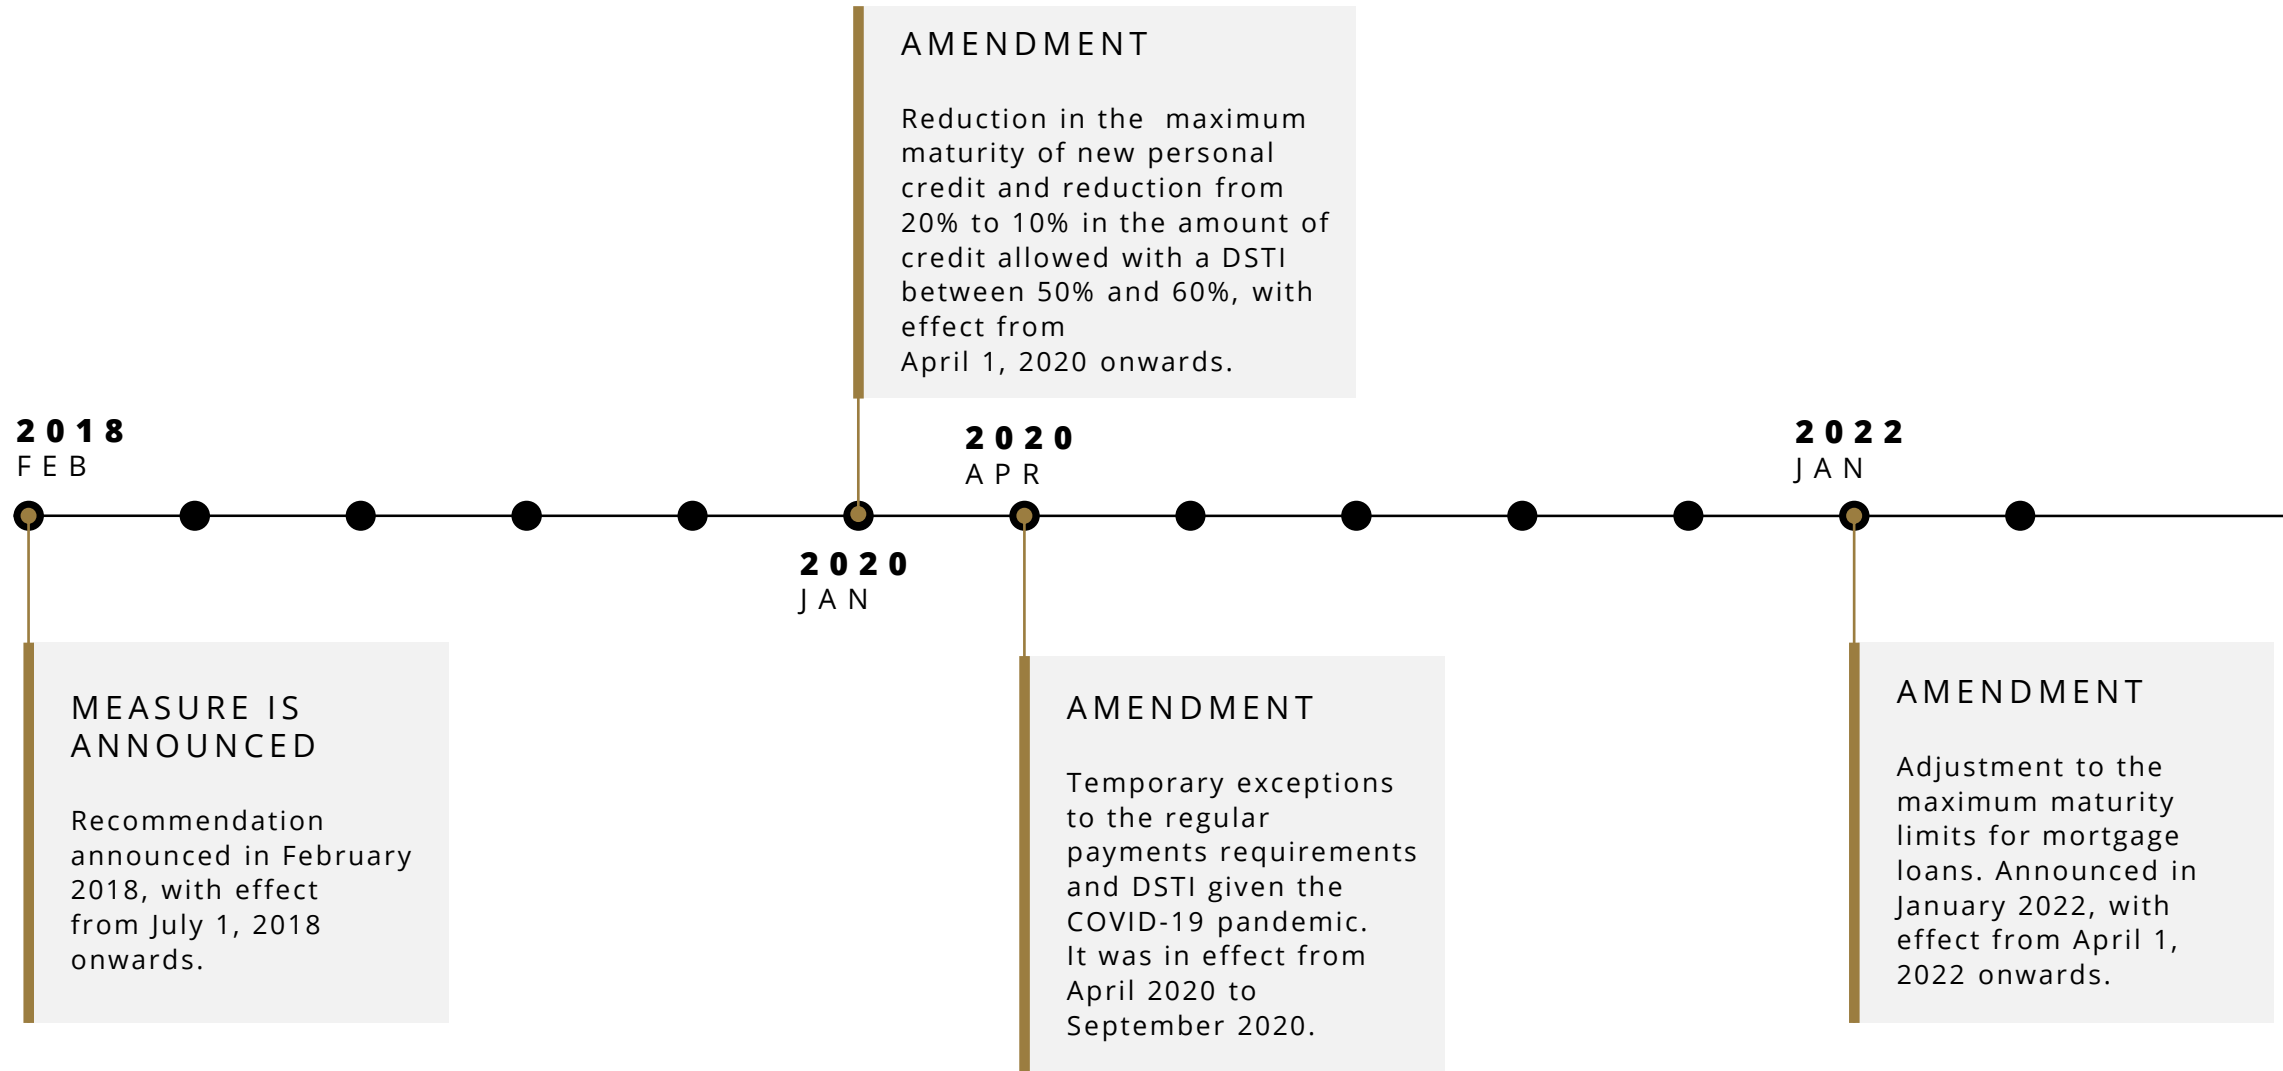 AMENDMENT
Reduction in the maximum
maturity of new personal
credit and reduction from
20% to 10% in the amount of
credit allowed with a DSTI
between 50% and 60%, with
effect from
April 1, 2020 onwards.
2018
FEB
2020
APR
2022
JAN
2020
JAN
MEASURE IS
ANNOUNCED
Recommendation
announced in February
2018, with effect
from July 1, 2018
onwards.
AMENDMENT
Temporary exceptions
to the regular
payments requirements
and DSTI given the
COVID-19 pandemic.
It was in effect from
April 2020 to
September 2020.
AMENDMENT
Adjustment to the
maximum maturity
limits for mortgage
loans. Announced in
January 2022, with
effect from April 1,
2022 onwards.